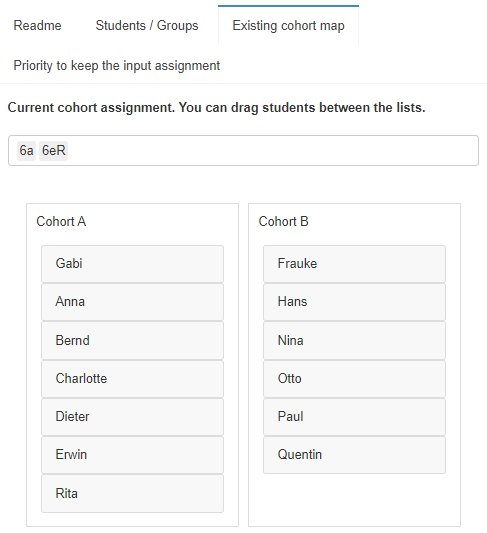 Readme Students / Groups Existing cohort map
Priority to keep the input assignment
Current cohort assignment. You can drag students between the lists.
6a 6eR
Cohort A
Gabi
Anna
Bernd
Charlotte
Dieter
Erwin
Rita
Cohort B
Frauke
Hans
Nina
Otto
Paul
Quentin